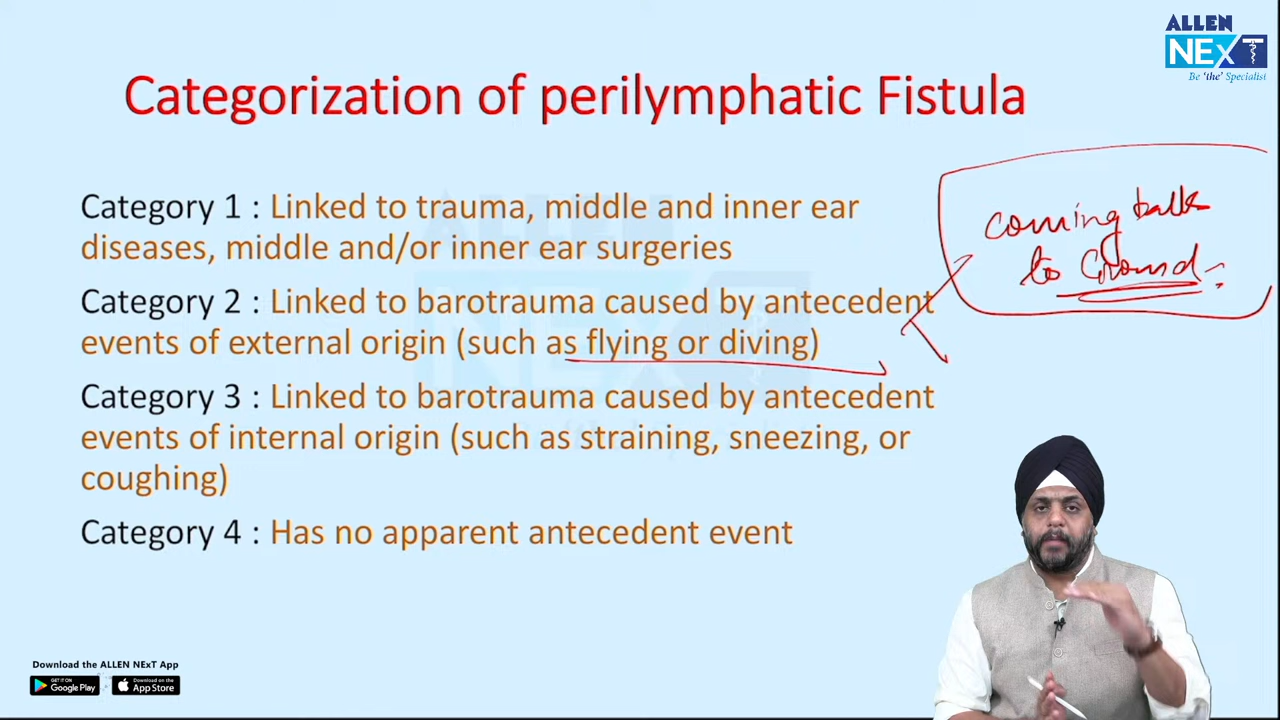 ALLEN
NExT
Be 'the' Specialist
Categorization of perilymphatic Fistula
Category 1 : Linked to trauma, middle and inner ear
diseases, middle and/or inner ear surgeries
Category 2 : Linked to barotrauma caused by antecedent
events of external origin (such as flying or diving)
Category 3 : Linked to barotrauma caused by antecedent
events of internal origin (such as straining, sneezing, or
coughing)
Category 4 : Has no apparent antecedent event
coming back
to Ground
Download the ALLEN NExT App
GET IT ON
Google Play
Download on the
App Store